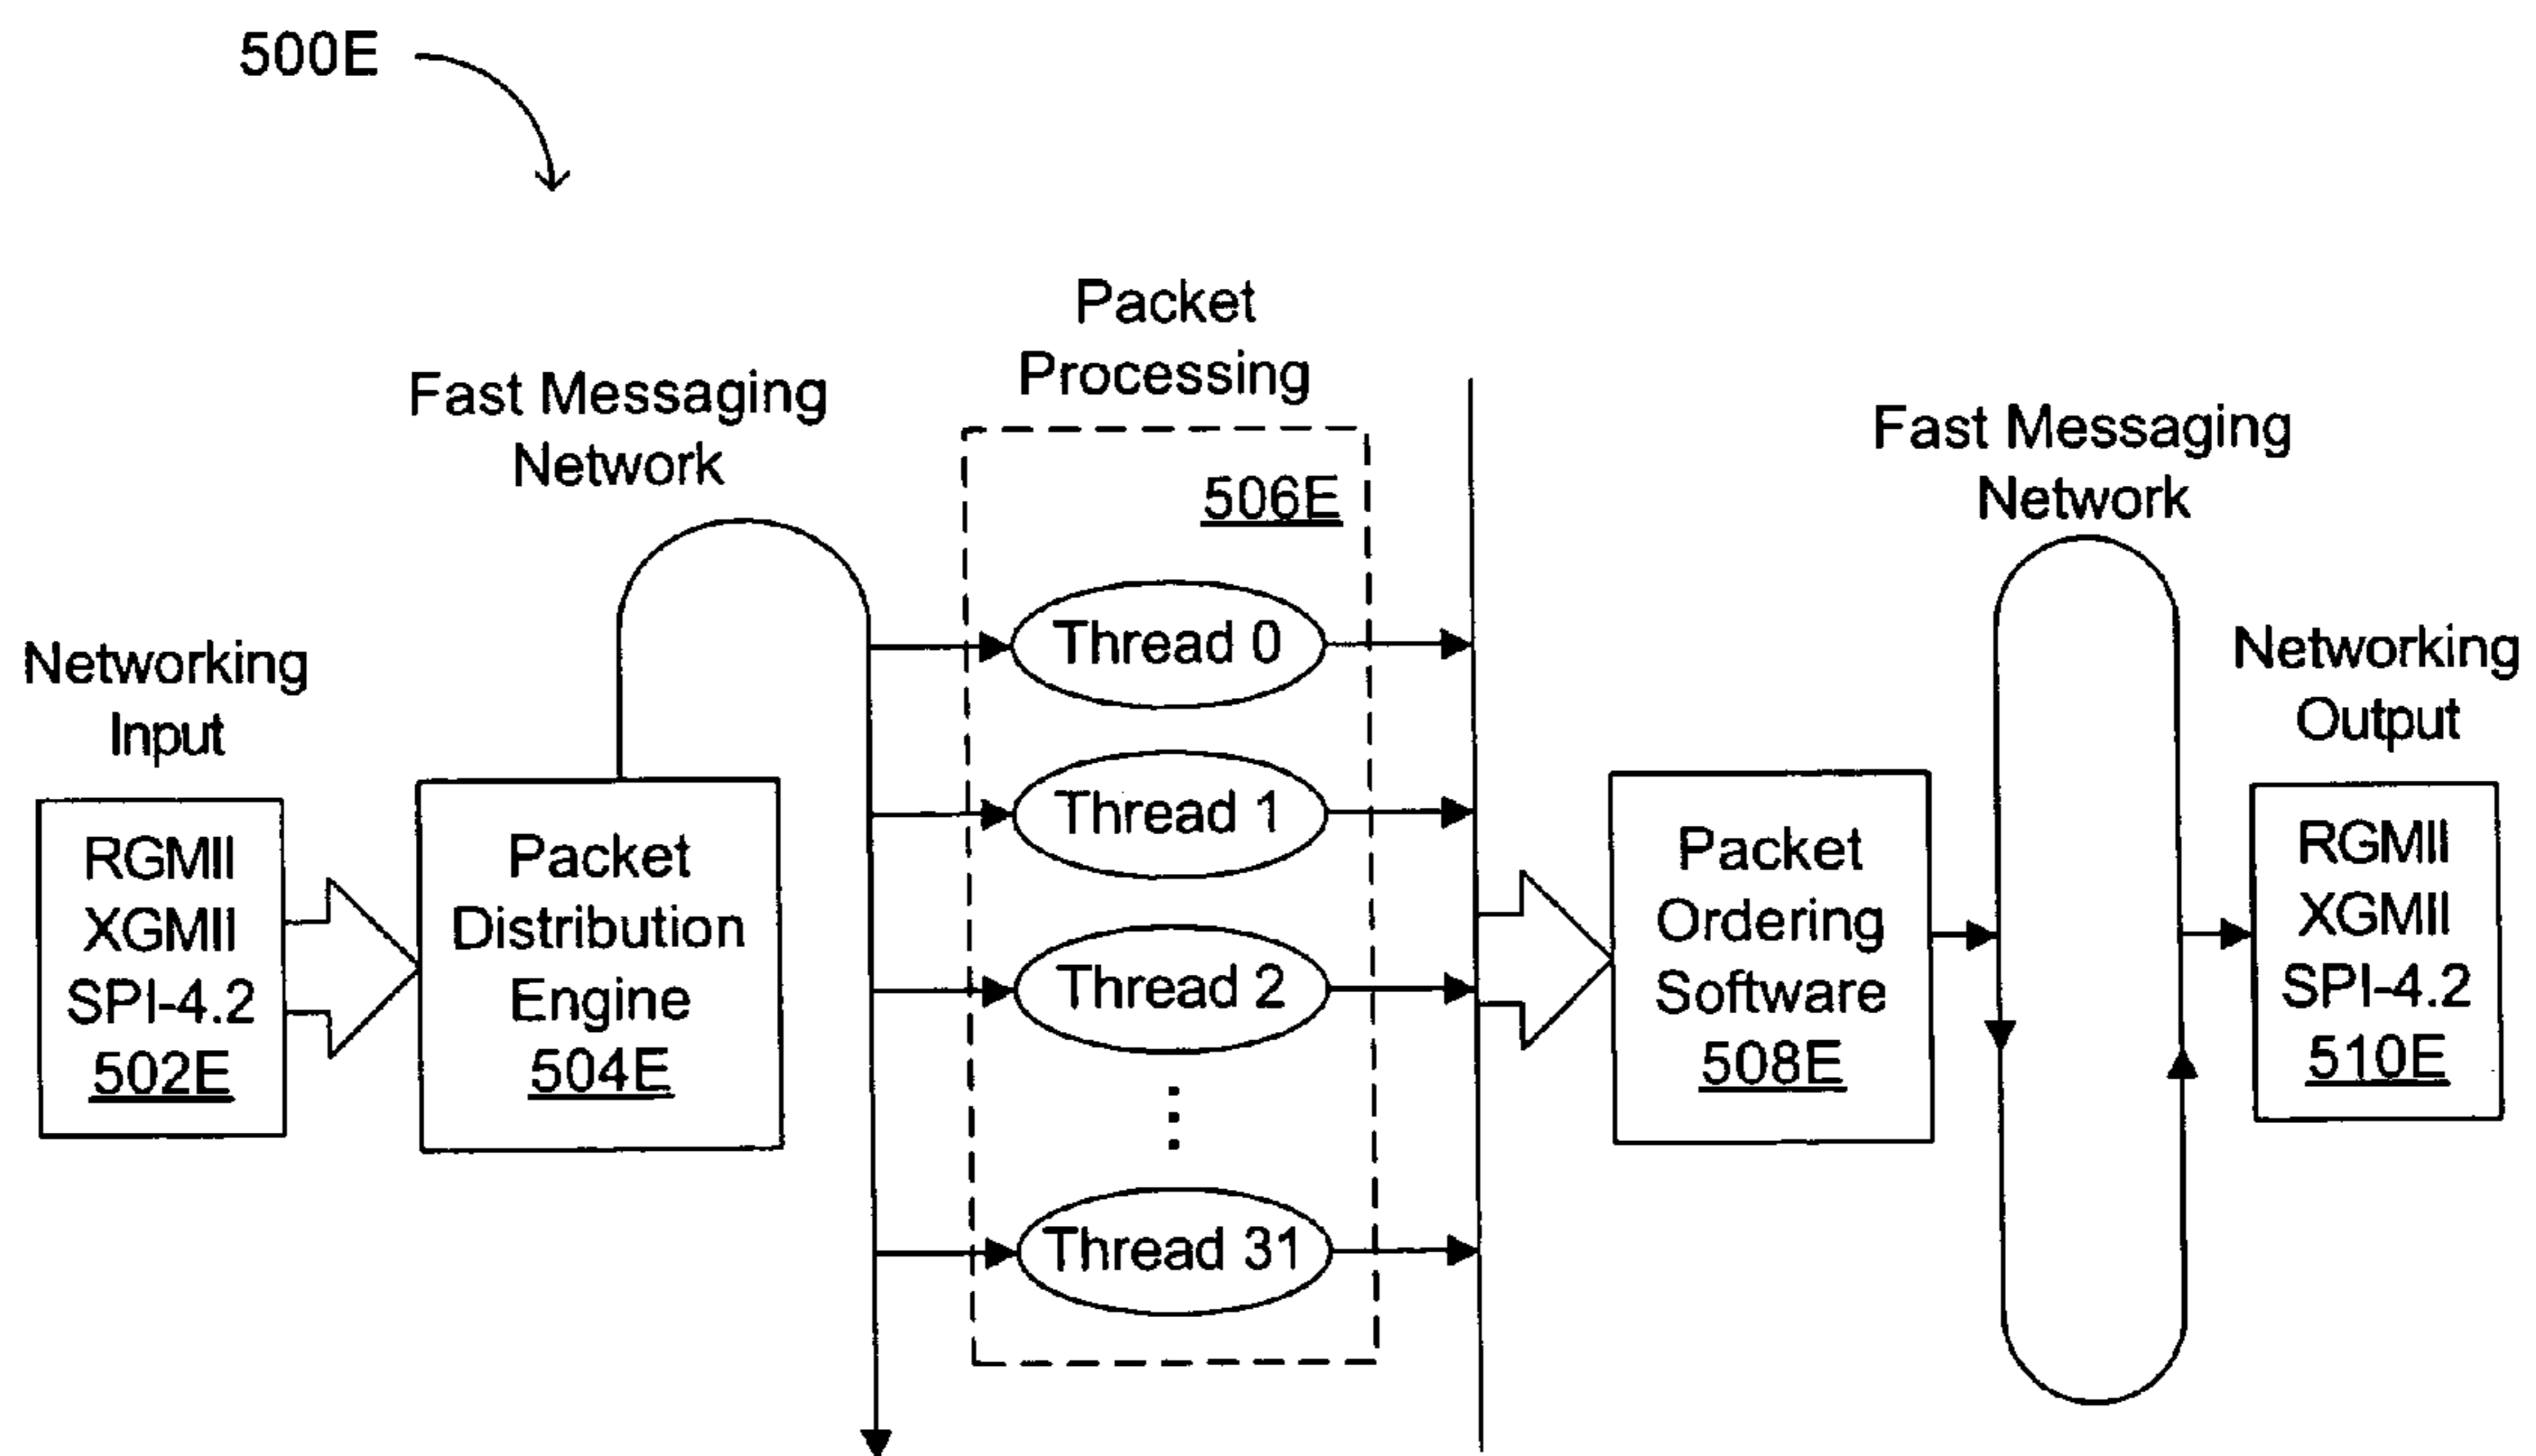 500E
Packet
Processing
Fast Messaging
Network
Fast Messaging
Network
506E
Thread 0
Thread 1
Thread 2
Thread 31
Networking
Input
RGMII
XGMII
SPI-4.2
502E
Packet
Distribution
Engine
504E
Packet
Ordering
Software
508E
Networking
Output
RGMII
XGMII
SPI-4.2
510E